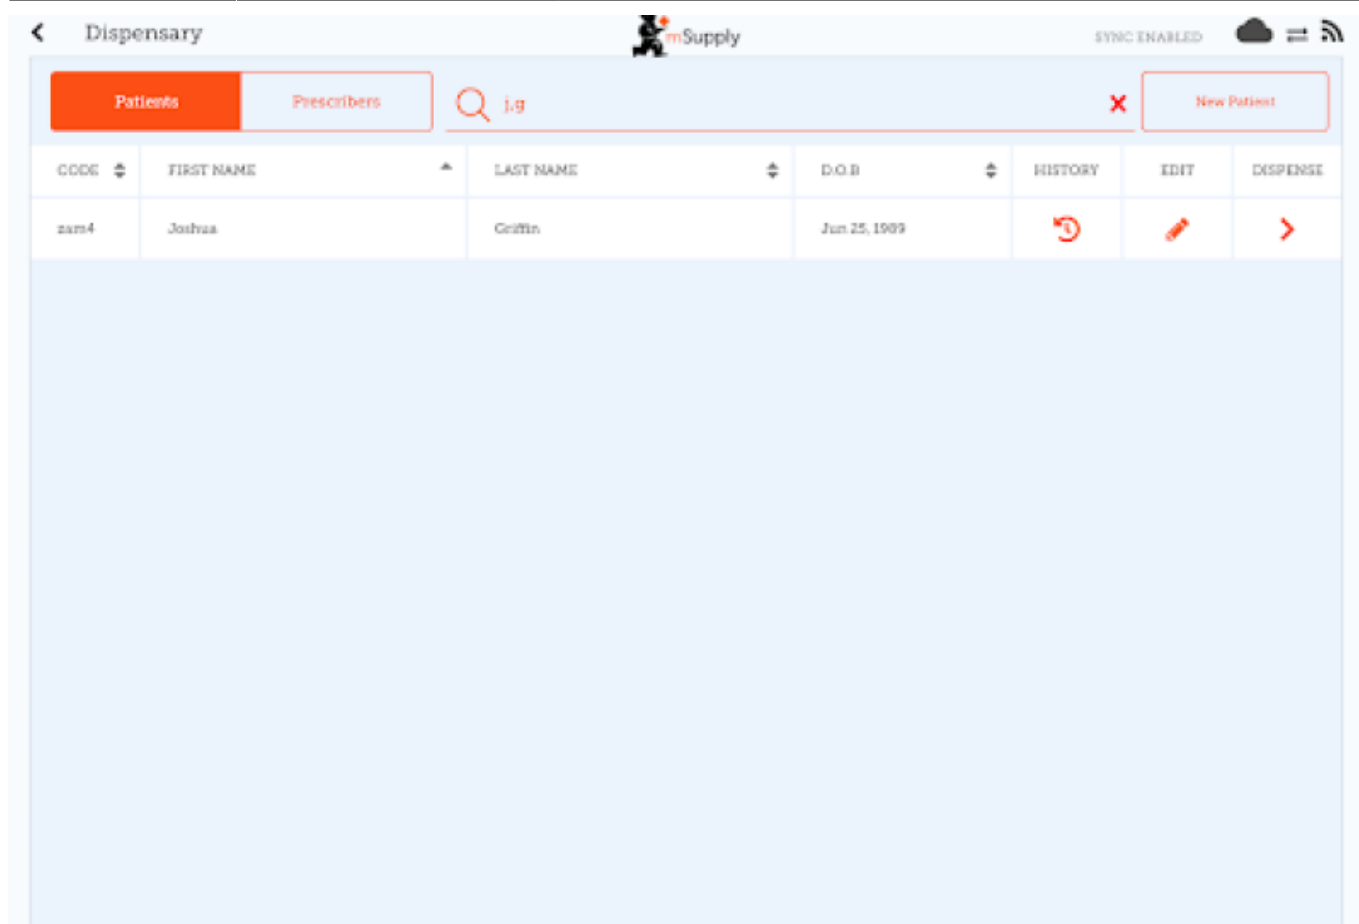 Dispensary
mSupply
SYNC ENABLED
Patients
Prescribers
j,g
New Patient
CODE
FIRST NAME
LAST NAME
D.O.B
HISTORY
EDIT
DISPENSE
zam4
Joshua
Griffin
Jun 25, 1989